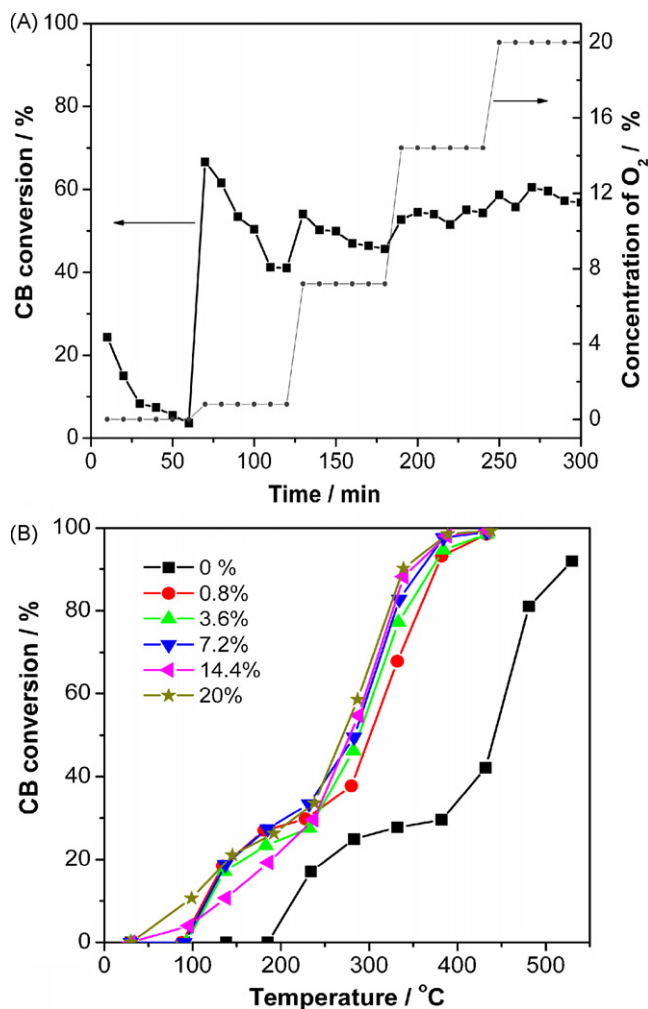 (A)
100
80
60
40
20
0
CB conversion / %
20
16
12
8
4
0
Concentration of O₂ / %
0 50 100 150 200 250 300
Time / min
(B)
100
80
60
40
20
0
CB conversion / %
0 %
0.8%
3.6%
7.2%
14.4%
20%
0 100 200 300 400 500
Temperature / °C